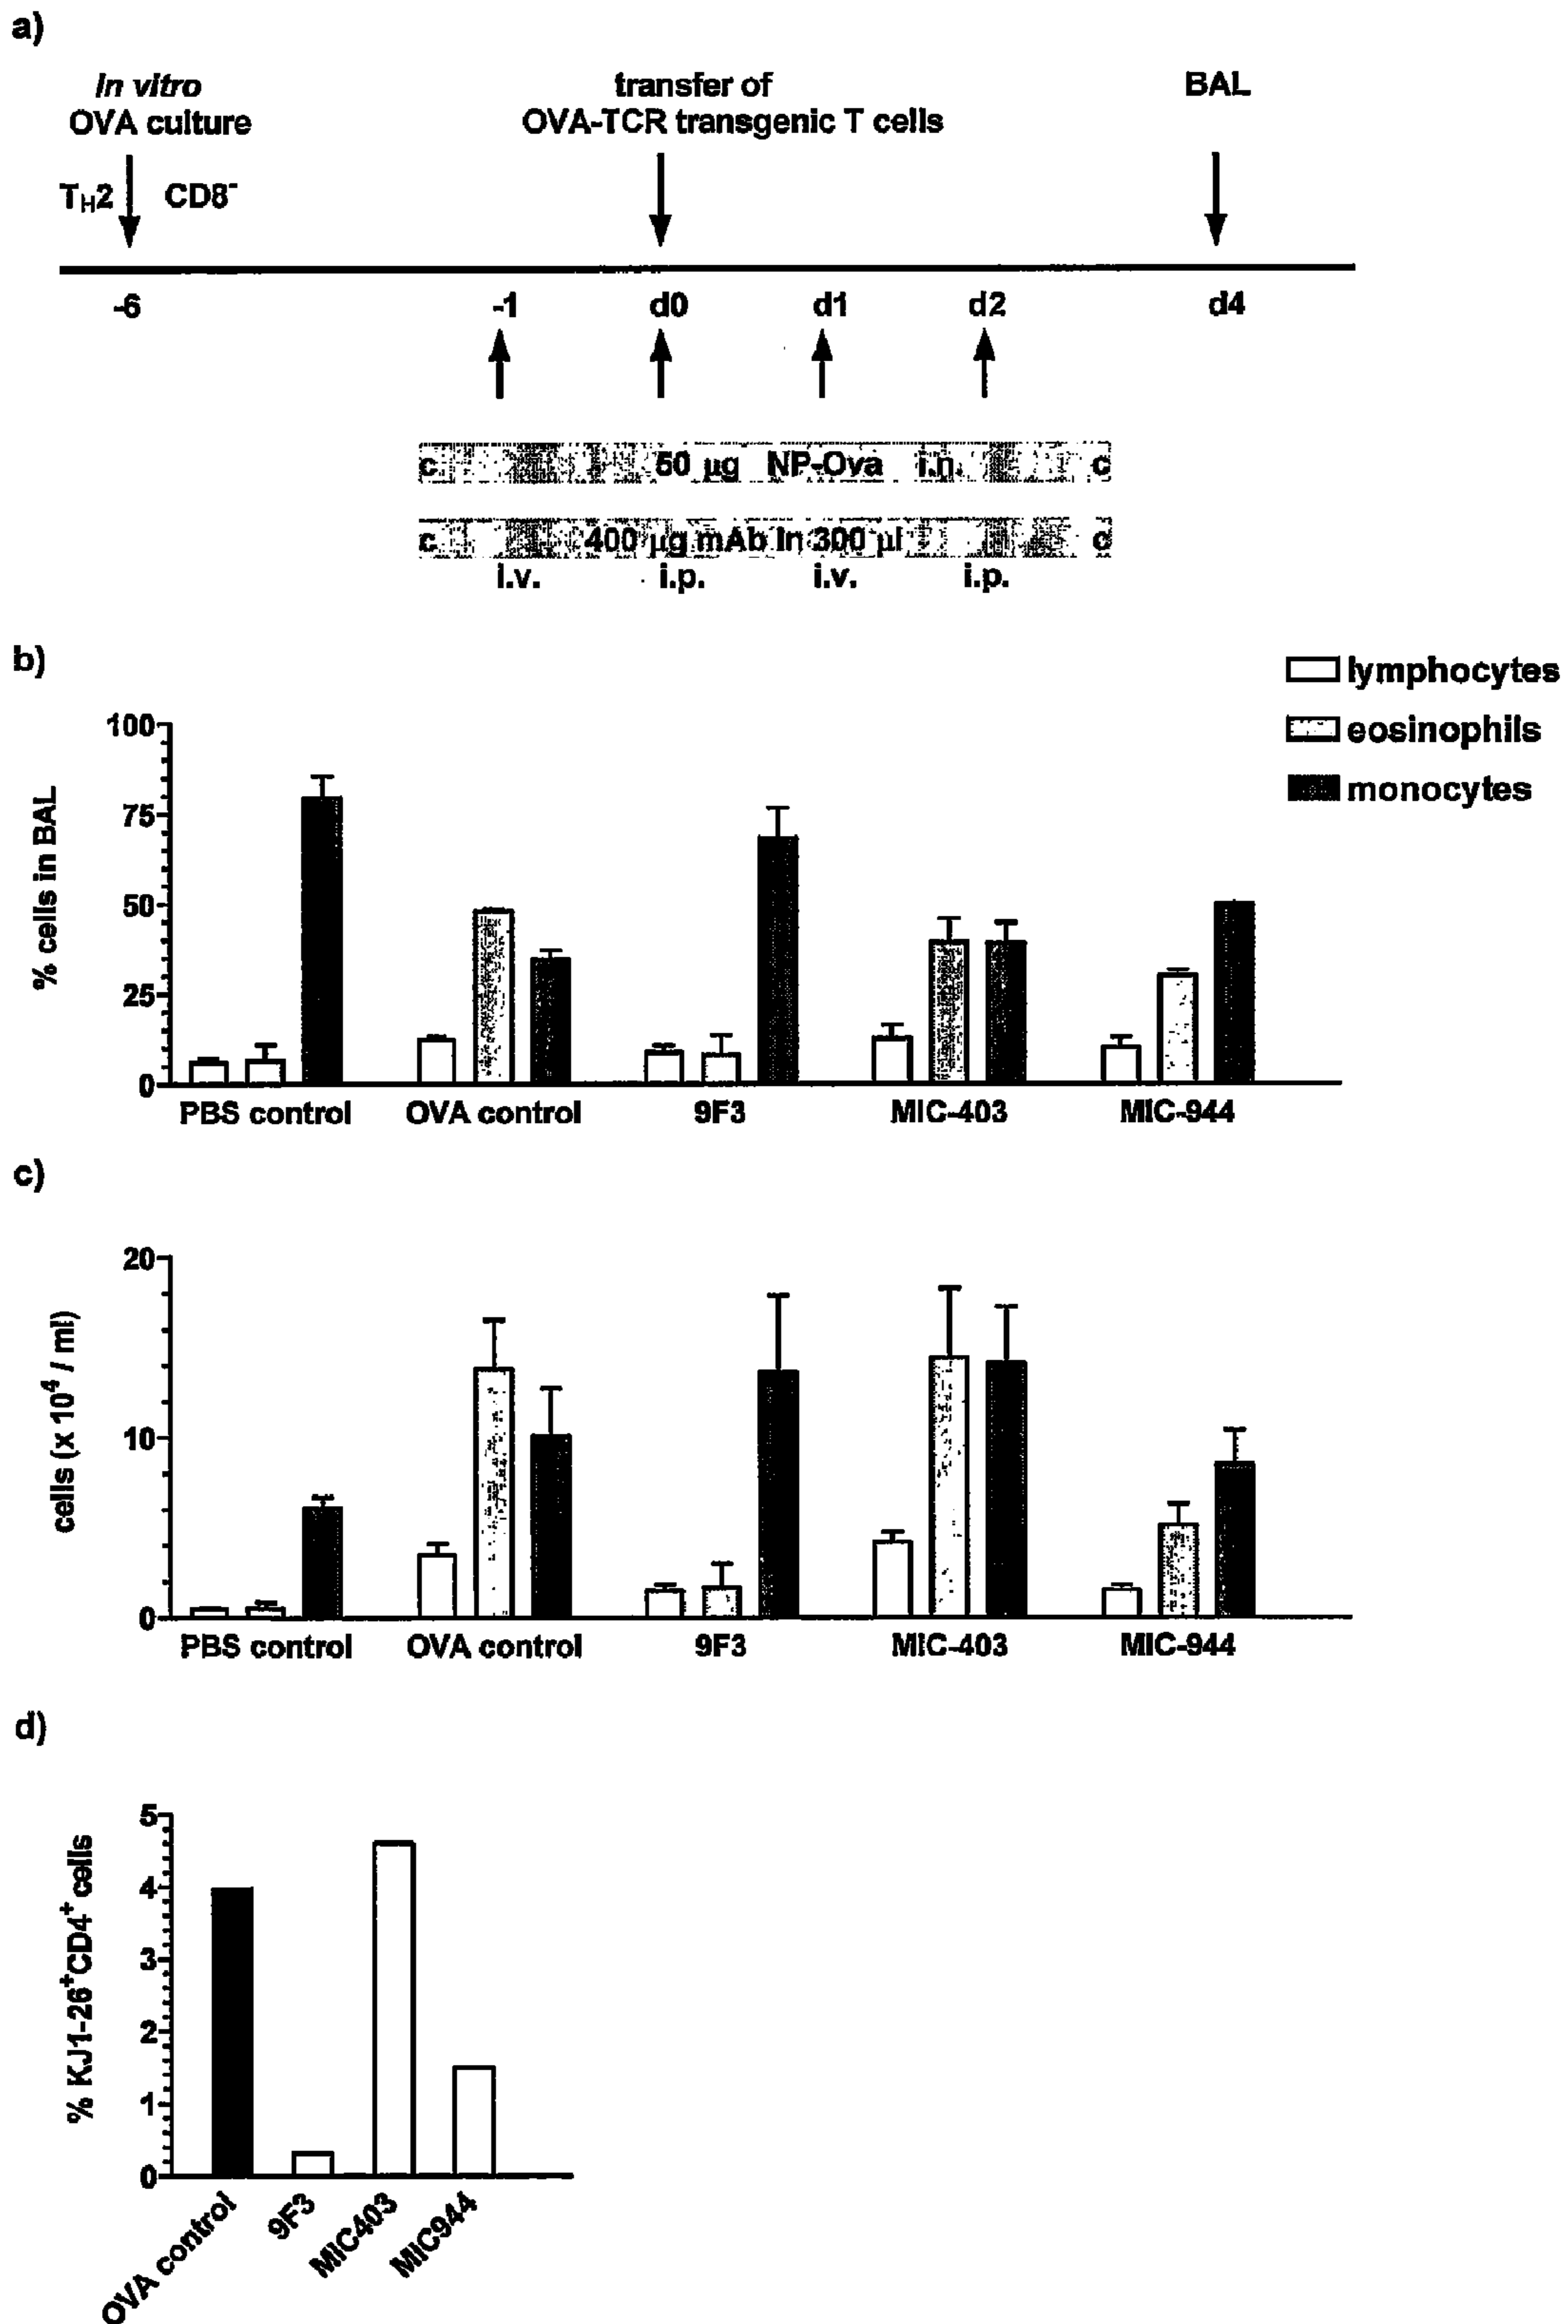 a)
In vitro
OVA culture
transfer of
OVA-TCR transgenic T cells
BAL
TH2 CD8-
-6 -1 d0 d1 d2 d4
c 50 µg NP-Ova i.n. c
c 400 µg mAb in 300 µl c
i.v. i.p. i.v. i.p.
b)
lymphocytes
eosinophils
monocytes
% cells in BAL
100
75
50
25
0
PBS control OVA control 9F3 MIC-403 MIC-944
c)
cells (x 10⁴ / ml)
20
10
0
PBS control OVA control 9F3 MIC-403 MIC-944
d)
% KJ1-26⁺CD4⁺ cells
5
4
3
2
1
0
OVA control 9F3 MIC403 MIC944